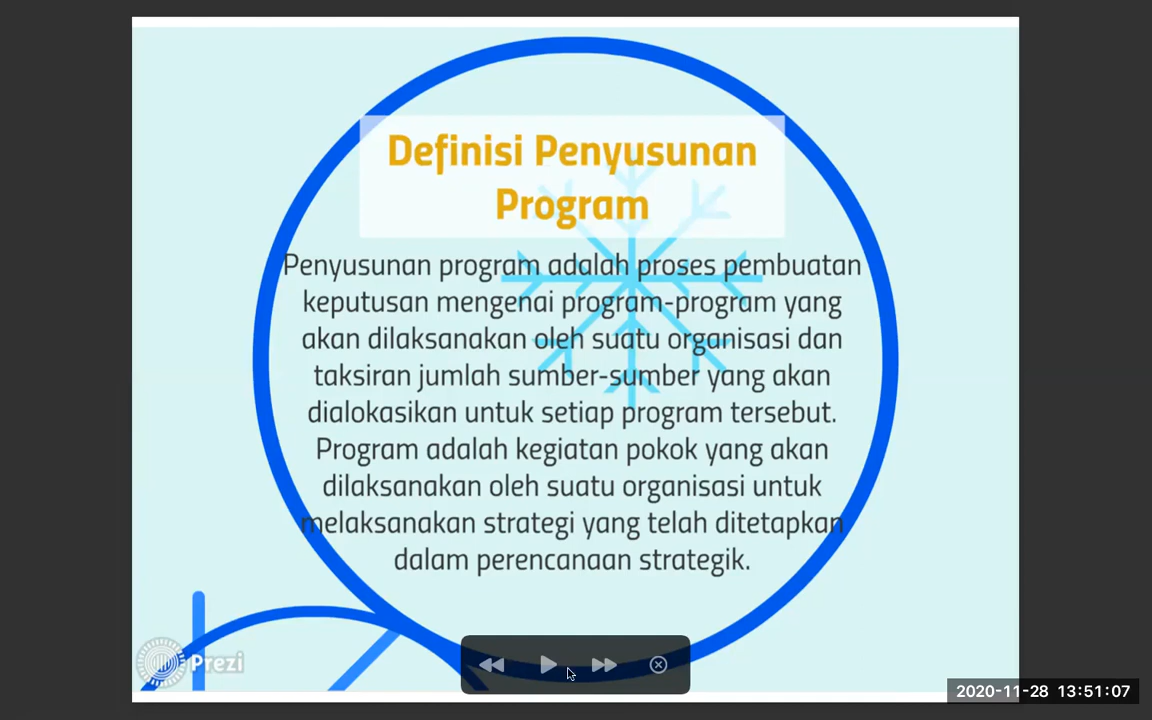 Definisi Penyusunan
Program
Penyusunan program adalah proses pembuatan
keputusan mengenai program-program yang
akan dilaksanakan oleh suatu organisasi dan
taksiran jumlah sumber-sumber yang akan
dialokasikan untuk setiap program tersebut.
Program adalah kegiatan pokok yang akan
dilaksanakan oleh suatu organisasi untuk
melaksanakan strategi yang telah ditetapkan
dalam perencanaan strategik.
Prezi
2020-11-28 13:51:07